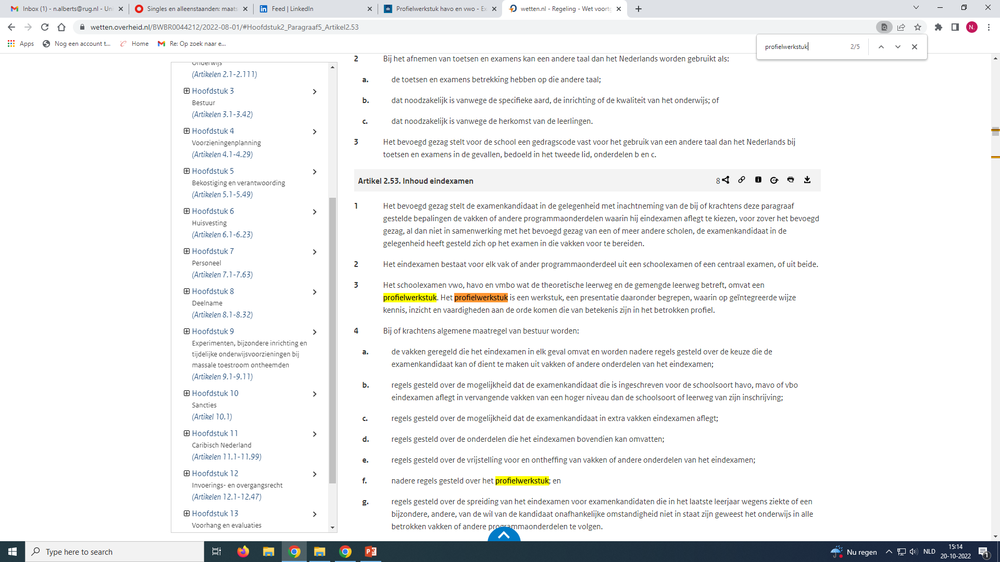 Inbox (1) - n.alberts@rug.nl - Uni
Singles en alleenstaanden: maats
Feed | LinkedIn
Profielwerkstuk havo en vwo - Ex
wetten.nl - Regeling - Wet voortg
wetten.overheid.nl/BWBR0044212/2022-08-01/#Hoofdstuk2_Paragraaf5_Artikel2.53
N.
Apps
Nog een account t...
Home
Re: Op zoek naar e...
profielwerkstuk 2/5
Onderwijs
(Artikelen 2.1-2.111)
Hoofdstuk 3
Bestuur
(Artikelen 3.1-3.42)
Hoofdstuk 4
Voorzieningenplanning
(Artikelen 4.1-4.29)
Hoofdstuk 5
Bekostiging en verantwoording
(Artikelen 5.1-5.49)
Hoofdstuk 6
Huisvesting
(Artikelen 6.1-6.23)
Hoofdstuk 7
Personeel
(Artikelen 7.1-7.63)
Hoofdstuk 8
Deelname
(Artikelen 8.1-8.32)
Hoofdstuk 9
Experimenten, bijzondere inrichting en
tijdelijke onderwijsvoorzieningen bij
massale toestroom ontheemden
(Artikelen 9.1-9.11)
Hoofdstuk 10
Sancties
(Artikel 10.1)
Hoofdstuk 11
Caribisch Nederland
(Artikelen 11.1-11.99)
Hoofdstuk 12
Invoerings- en overgangsrecht
(Artikelen 12.1-12.47)
Hoofdstuk 13
Voorhang en evaluaties
2 Bij het afnemen van toetsen en examens kan een andere taal dan het Nederlands worden gebruikt als:
a. de toetsen en examens betrekking hebben op die andere taal;
b. dat noodzakelijk is vanwege de specifieke aard, de inrichting of de kwaliteit van het onderwijs; of
c. dat noodzakelijk is vanwege de herkomst van de leerlingen.
3 Het bevoegd gezag stelt voor de school een gedragscode vast voor het gebruik van een andere taal dan het Nederlands bij
toetsen en examens in de gevallen, bedoeld in het tweede lid, onderdelen b en c.
Artikel 2.53. Inhoud eindexamen
8
1 Het bevoegd gezag stelt de examenkandidaat in de gelegenheid met inachtneming van de bij of krachtens deze paragraaf
gestelde bepalingen de vakken of andere programmaonderdelen waarin hij eindexamen aflegt te kiezen, voor zover het bevoegd
gezag, al dan niet in samenwerking met het bevoegd gezag van een of meer andere scholen, de examenkandidaat in de
gelegenheid heeft gesteld zich op het examen in die vakken voor te bereiden.
2 Het eindexamen bestaat voor elk vak of ander programmaonderdeel uit een schoolexamen of een centraal examen, of uit beide.
3 Het schoolexamen vwo, havo en vmbo wat de theoretische leerweg en de gemengde leerweg betreft, omvat een
profielwerkstuk. Het profielwerkstuk is een werkstuk, een presentatie daaronder begrepen, waarin op geïntegreerde wijze
kennis, inzicht en vaardigheden aan de orde komen die van betekenis zijn in het betrokken profiel.
4 Bij of krachtens algemene maatregel van bestuur worden:
a. de vakken geregeld die het eindexamen in elk geval omvat en worden nadere regels gesteld over de keuze die de
examenkandidaat kan of dient te maken uit vakken of andere onderdelen van het eindexamen;
b. regels gesteld over de mogelijkheid dat de examenkandidaat die is ingeschreven voor de schoolsoort havo, mavo of vbo
eindexamen aflegt in vervangende vakken van een hoger niveau dan de schoolsoort of leerweg van zijn inschrijving;
c. regels gesteld over de mogelijkheid dat de examenkandidaat in extra vakken eindexamen aflegt;
d. regels gesteld over de onderdelen die het eindexamen bovendien kan omvatten;
e. regels gesteld over de vrijstelling voor en ontheffing van vakken of andere onderdelen van het eindexamen;
f. nadere regels gesteld over het profielwerkstuk; en
g. regels gesteld over de spreiding van het eindexamen voor examenkandidaten die in het laatste leerjaar wegens ziekte of een
bijzondere, andere, van de wil van de kandidaat onafhankelijke omstandigheid niet in staat zijn geweest het onderwijs in alle
betrokken vakken of andere programmaonderdelen te volgen.
Type here to search
Nu regen
NLD
15:14
20-10-2022
1